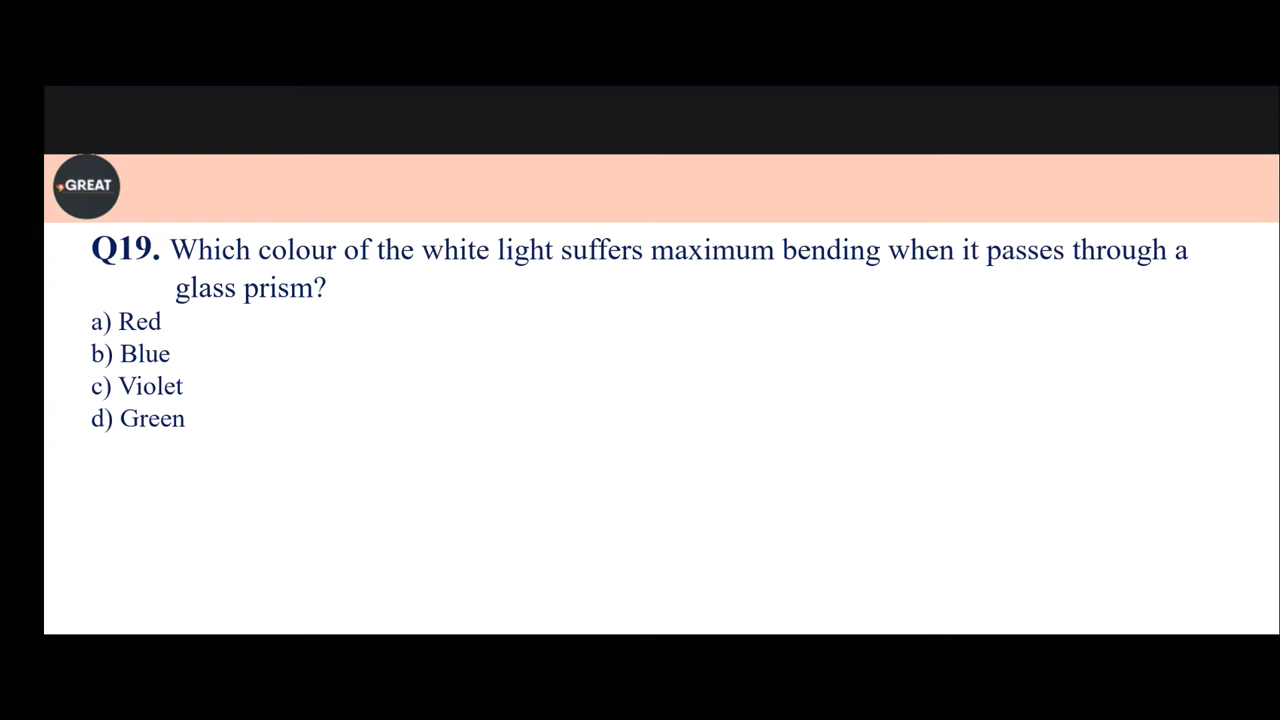 GREAT
Q19. Which colour of the white light suffers maximum bending when it passes through a
glass prism?
a) Red
b) Blue
c) Violet
d) Green